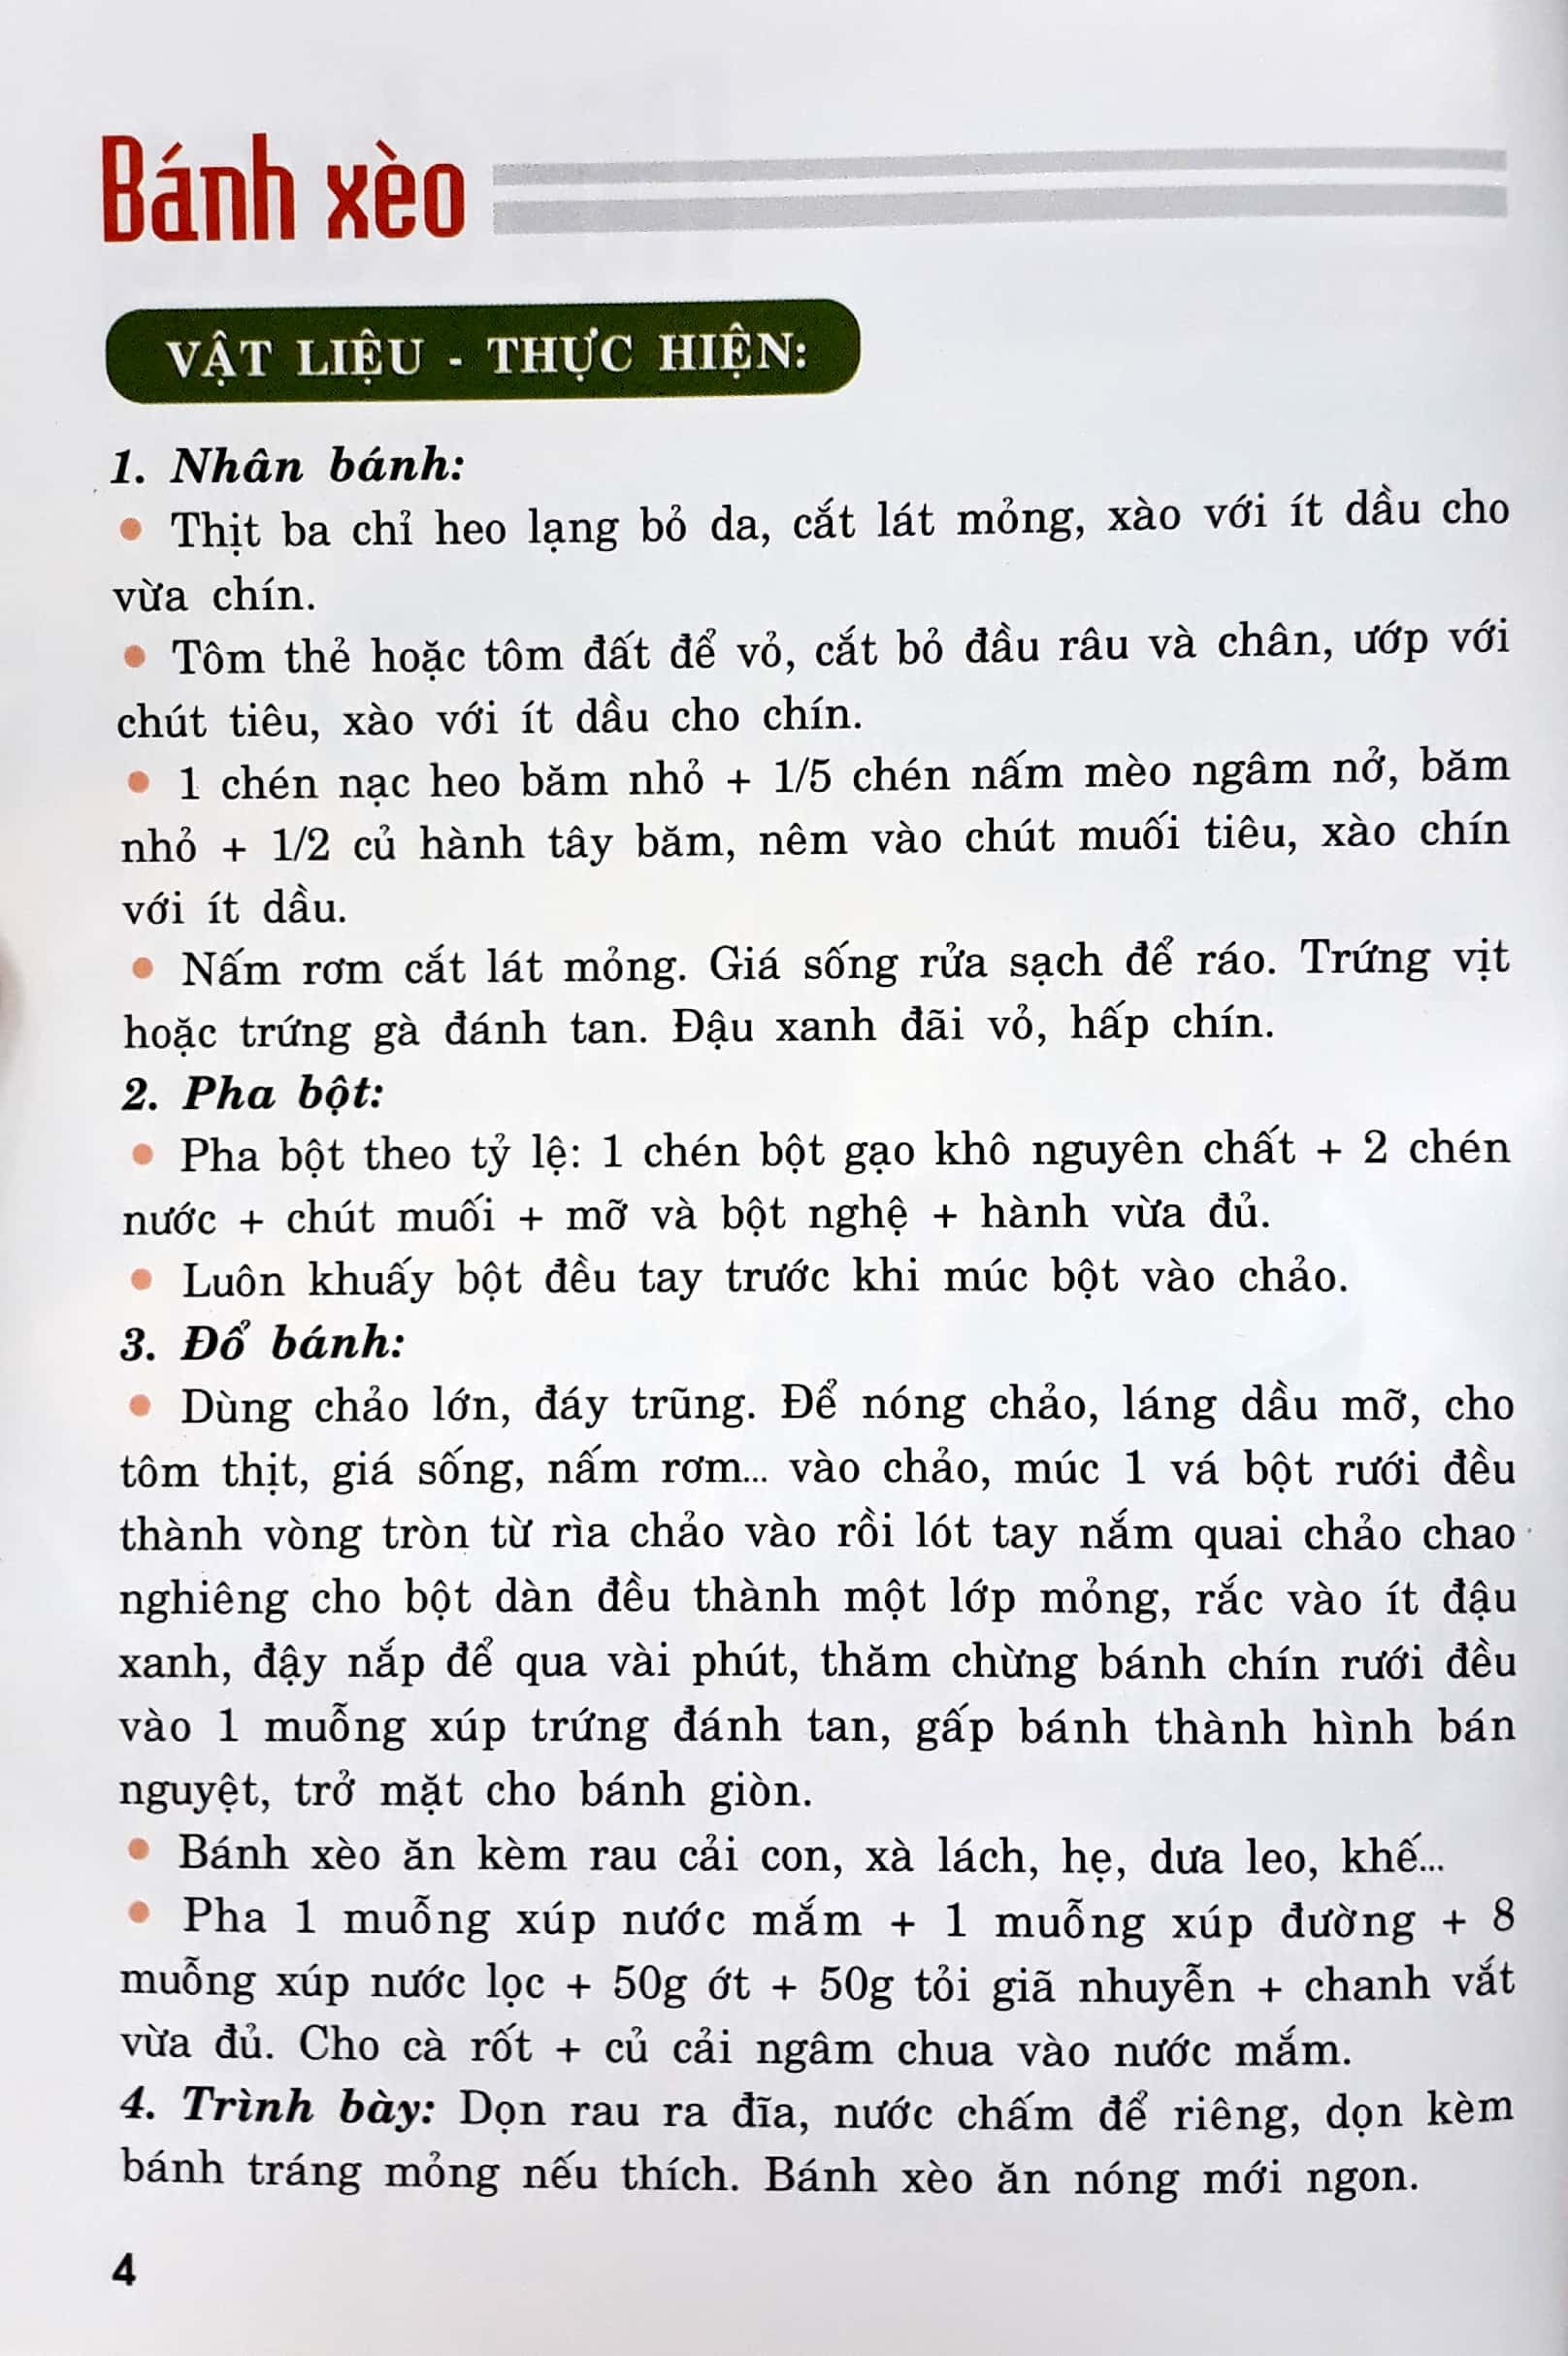 Bánh xèo
VẬT LIỆU - THỰC HIỆN:
1. Nhân bánh:
• Thịt ba chỉ heo lạng bỏ da, cắt lát mỏng, xào với ít dầu cho
vừa chín.
• Tôm thẻ hoặc tôm đất để vỏ, cắt bỏ đầu râu và chân, ướp với
chút tiêu, xào với ít dầu cho chín.
• 1 chén nạc heo băm nhỏ + 1/5 chén nấm mèo ngâm nở, băm
nhỏ + 1/2 củ hành tây băm, nêm vào chút muối tiêu, xào chín
với ít dầu.
• Nấm rơm cắt lát mỏng. Giá sống rửa sạch để ráo. Trứng vịt
hoặc trứng gà đánh tan. Đậu xanh đãi vỏ, hấp chín.
2. Pha bột:
• Pha bột theo tỷ lệ: 1 chén bột gạo khô nguyên chất + 2 chén
nước + chút muối + mỡ và bột nghệ + hành vừa đủ.
• Luôn khuấy bột đều tay trước khi múc bột vào chảo.
3. Đổ bánh:
• Dùng chảo lớn, đáy trũng. Để nóng chảo, láng dầu mỡ, cho
tôm thịt, giá sống, nấm rơm... vào chảo, múc 1 vá bột rưới đều
thành vòng tròn từ rìa chảo vào rồi lót tay nắm quai chảo chao
nghiêng cho bột dàn đều thành một lớp mỏng, rắc vào ít đậu
xanh, đậy nắp để qua vài phút, thăm chừng bánh chín rưới đều
vào 1 muỗng xúp trứng đánh tan, gấp bánh thành hình bán
nguyệt, trở mặt cho bánh giòn.
• Bánh xèo ăn kèm rau cải con, xà lách, hẹ, dưa leo, khế...
• Pha 1 muỗng xúp nước mắm + 1 muỗng xúp đường + 8
muỗng xúp nước lọc + 50g ớt + 50g tỏi giã nhuyễn + chanh vắt
vừa đủ. Cho cà rốt + củ cải ngâm chua vào nước mắm.
4. Trình bày: Dọn rau ra đĩa, nước chấm để riêng, dọn kèm
bánh tráng mỏng nếu thích. Bánh xèo ăn nóng mới ngon.
4